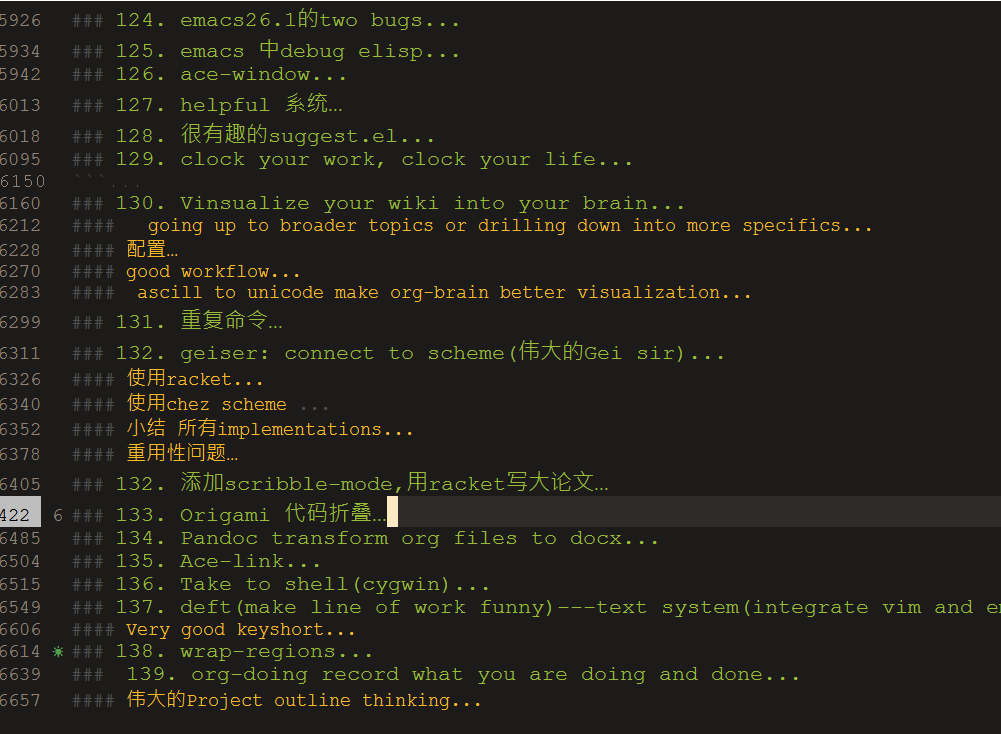 5926 ### 124. emacs26.1的two bugs...
5934 ### 125. emacs 中debug elisp...
5942 ### 126. ace-window...
6013 ### 127. helpful 系统…
6018 ### 128. 很有趣的suggest.el...
6095 ### 129. clock your work, clock your life...
6150 ```...
6160 ### 130. Vinsualize your wiki into your brain...
6212 #### going up to broader topics or drilling down into more specifics...
6228 #### 配置…
6270 #### good workflow...
6283 #### ascill to unicode make org-brain better visualization...
6299 ### 131. 重复命令…
6311 ### 132. geiser: connect to scheme(伟大的Gei sir)...
6326 #### 使用racket...
6340 #### 使用chez scheme ...
6352 #### 小结 所有implementations...
6378 #### 重用性问题…
6405 ### 132. 添加scribble-mode,用racket写大论文…
422 6 ### 133. Origami 代码折叠…
6485 ### 134. Pandoc transform org files to docx...
6504 ### 135. Ace-link...
6515 ### 136. Take to shell(cygwin)...
6549 ### 137. deft(make line of work funny)---text system(integrate vim and
6606 #### Very good keyshort...
6614 ### 138. wrap-regions...
6639 ### 139. org-doing record what you are doing and done...
6657 #### 伟大的Project outline thinking...